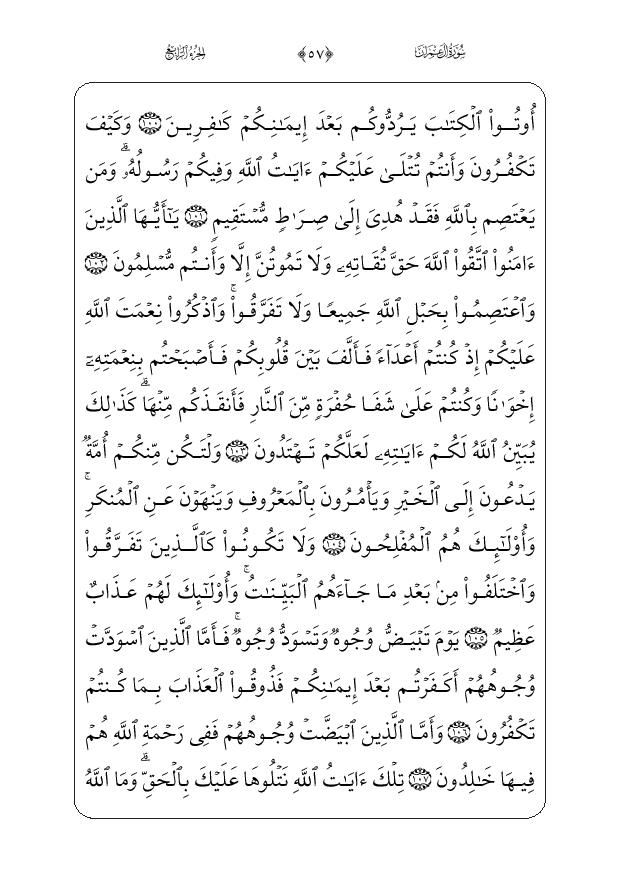 سُورَةُ آلِ عِمۡرَانَ ﴿٥٧﴾ الجُزۡءُ الرَّابِعُ
أُوتُواْ ٱلۡكِتَٰبَ يَرُدُّوكُم بَعۡدَ إِيمَٰنِكُمۡ كَٰفِرِينَ ١٠٠ وَكَيۡفَ
تَكۡفُرُونَ وَأَنتُمۡ تُتۡلَىٰ عَلَيۡكُمۡ ءَايَٰتُ ٱللَّهِ وَفِيكُمۡ رَسُولُهُۥۗ وَمَن
يَعۡتَصِم بِٱللَّهِ فَقَدۡ هُدِيَ إِلَىٰ صِرَٰطٖ مُّسۡتَقِيمٖ ١٠١ يَٰٓأَيُّهَا ٱلَّذِينَ
ءَامَنُواْ ٱتَّقُواْ ٱللَّهَ حَقَّ تُقَاتِهِۦ وَلَا تَمُوتُنَّ إِلَّا وَأَنتُم مُّسۡلِمُونَ ١٠٢
وَٱعۡتَصِمُواْ بِحَبۡلِ ٱللَّهِ جَمِيعٗا وَلَا تَفَرَّقُواْۚ وَٱذۡكُرُواْ نِعۡمَتَ ٱللَّهِ
عَلَيۡكُمۡ إِذۡ كُنتُمۡ أَعۡدَآءٗ فَأَلَّفَ بَيۡنَ قُلُوبِكُمۡ فَأَصۡبَحۡتُم بِنِعۡمَتِهِۦٓ
إِخۡوَٰنٗا وَكُنتُمۡ عَلَىٰ شَفَا حُفۡرَةٖ مِّنَ ٱلنَّارِ فَأَنقَذَكُم مِّنۡهَاۗ كَذَٰلِكَ
يُبَيِّنُ ٱللَّهُ لَكُمۡ ءَايَٰتِهِۦ لَعَلَّكُمۡ تَهۡتَدُونَ ١٠٣ وَلۡتَكُن مِّنكُمۡ أُمَّةٞ
يَدۡعُونَ إِلَى ٱلۡخَيۡرِ وَيَأۡمُرُونَ بِٱلۡمَعۡرُوفِ وَيَنۡهَوۡنَ عَنِ ٱلۡمُنكَرِۚ
وَأُوْلَٰٓئِكَ هُمُ ٱلۡمُفۡلِحُونَ ١٠٤ وَلَا تَكُونُواْ كَٱلَّذِينَ تَفَرَّقُواْ
وَٱخۡتَلَفُواْ مِنۢ بَعۡدِ مَا جَآءَهُمُ ٱلۡبَيِّنَٰتُۚ وَأُوْلَٰٓئِكَ لَهُمۡ عَذَابٌ
عَظِيمٞ ١٠٥ يَوۡمَ تَبۡيَضُّ وُجُوهٞ وَتَسۡوَدُّ وُجُوهٞۚ فَأَمَّا ٱلَّذِينَ ٱسۡوَدَّتۡ
وُجُوهُهُمۡ أَكَفَرۡتُم بَعۡدَ إِيمَٰنِكُمۡ فَذُوقُواْ ٱلۡعَذَابَ بِمَا كُنتُمۡ
تَكۡفُرُونَ ١٠٦ وَأَمَّا ٱلَّذِينَ ٱبۡيَضَّتۡ وُجُوهُهُمۡ فَفِي رَحۡمَةِ ٱللَّهِ هُمۡ
فِيهَا خَٰلِدُونَ ١٠٧ تِلۡكَ ءَايَٰتُ ٱللَّهِ نَتۡلُوهَا عَلَيۡكَ بِٱلۡحَقِّۗ وَمَا ٱللَّهُ